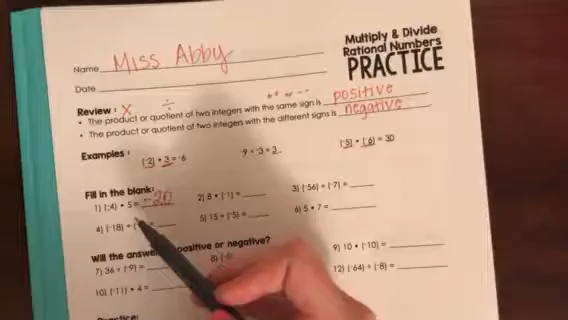 Multiply & Divide
Rational Numbers
PRACTICE
Name Miss Abby
Date
Review: × ÷
++ or --
• The product or quotient of two integers with the same sign is positive
• The product or quotient of two integers with the different signs is negative
Examples:
(-2) • 3 = -6
9 ÷ -3 = 3
(-5) • (-6) = 30
Fill in the blank:
1) (-4) • 5 = -20
2) 8 • (-1) =
3) (-56) ÷ (-7) =
4) (-18) ÷ (
5) 15 ÷ (-5) =
6) 5 • 7 =
Will the answer positive or negative?
7) 36 ÷ (-9) =
8) (-6)
9) 10 • (-10) =
10) (-11) • 4 =
12) (-64) ÷ (-8) =
Practice: